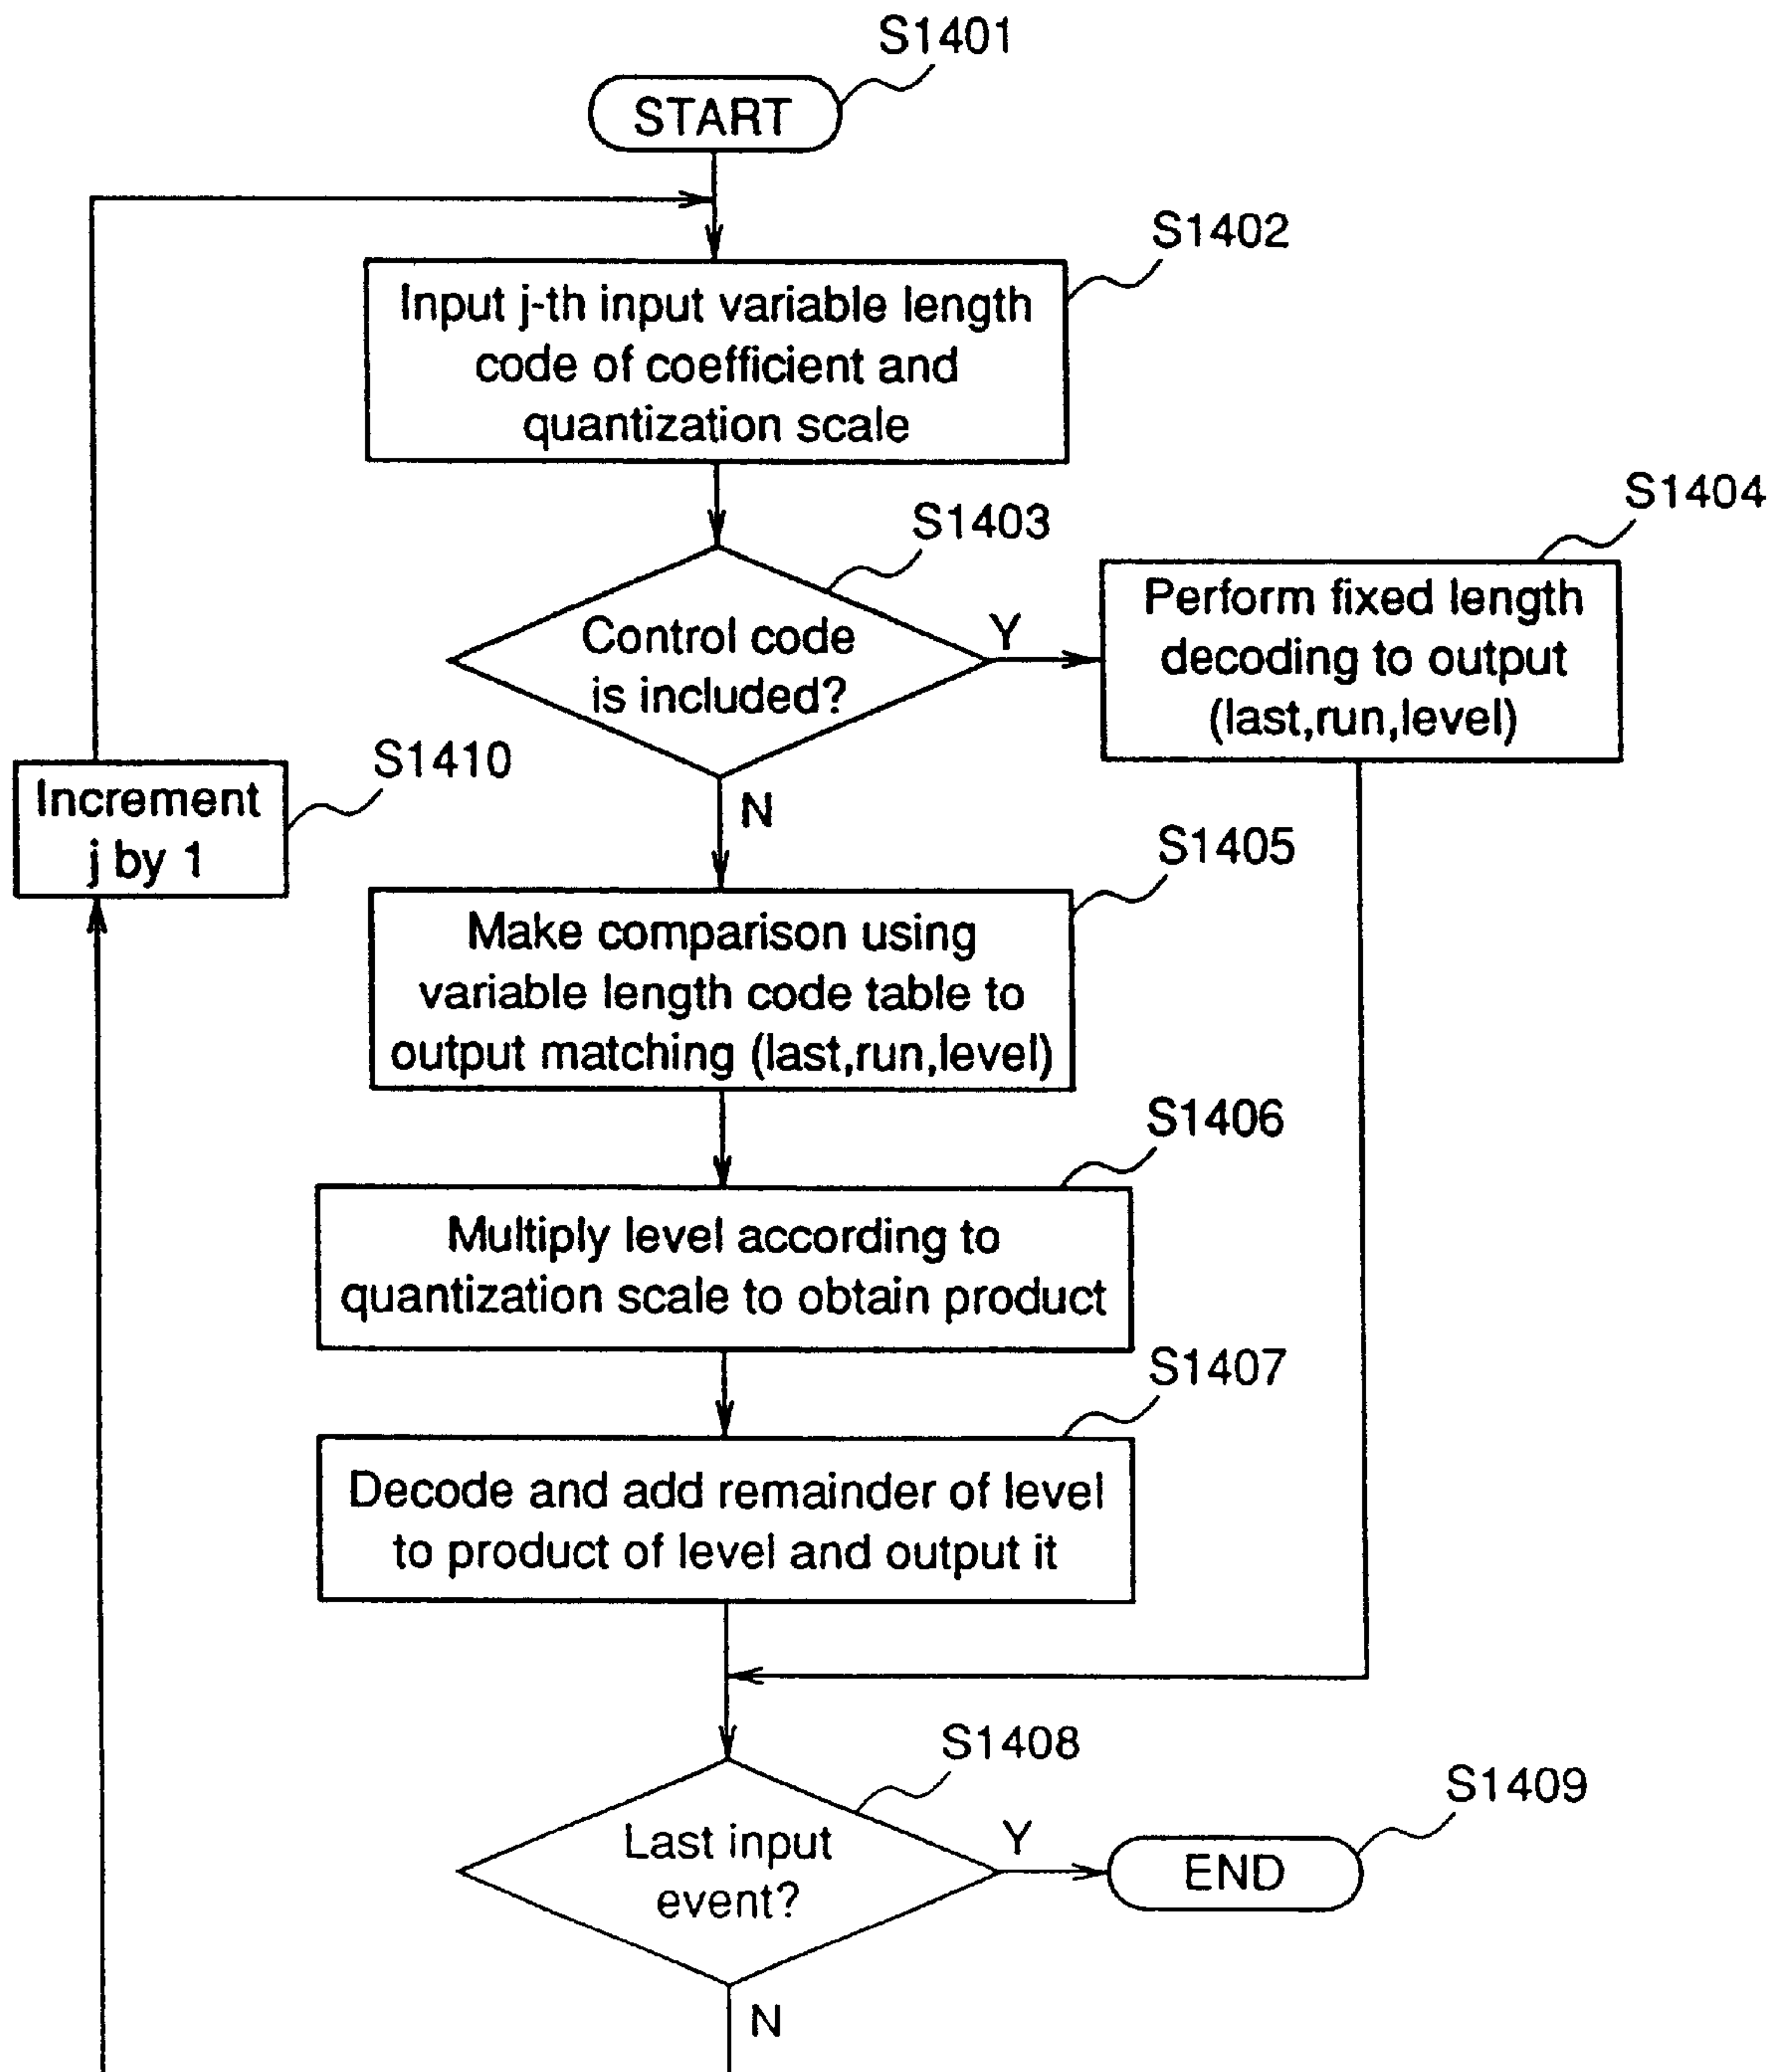 S1401
START
S1402
Input j-th input variable length
code of coefficient and
quantization scale
S1403
Control code
is included?
Y
S1404
Perform fixed length
decoding to output
(last,run,level)
N
S1410
Increment
j by 1
S1405
Make comparison using
variable length code table to
output matching (last,run,level)
S1406
Multiply level according to
quantization scale to obtain product
S1407
Decode and add remainder of level
to product of level and output it
S1408
Last input
event?
Y
S1409
END
N